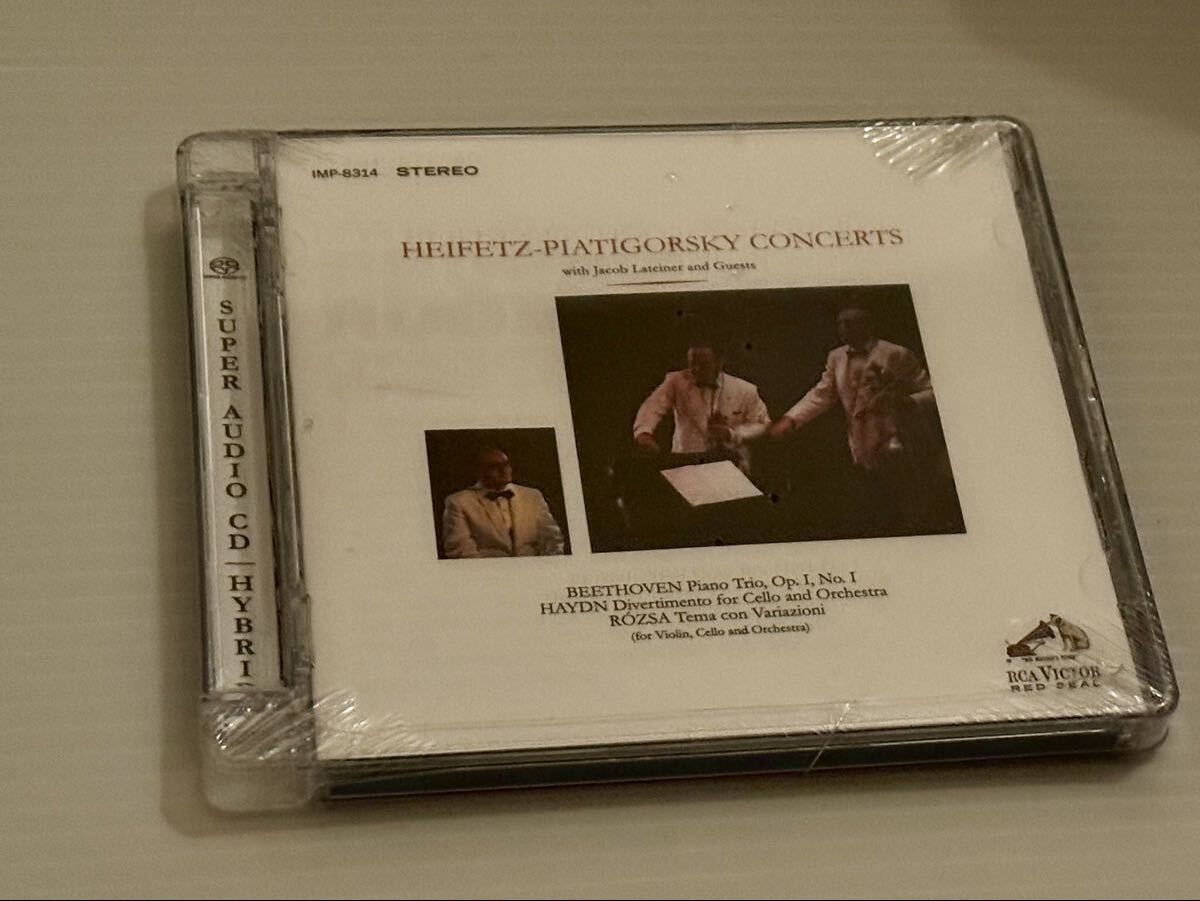 IMP-8314 STEREO
HEIFETZ-PIATIGORSKY CONCERTS
with Jacob Lateiner and Guests
BEETHOVEN Piano Trio, Op. I, No. I
HAYDN Divertimento for Cello and Orchestra
RÓZSA Tema con Variazioni
(for Violin, Cello and Orchestra)
RCA VICTOR
RED SEAL
SUPER AUDIO CD | HYBRI